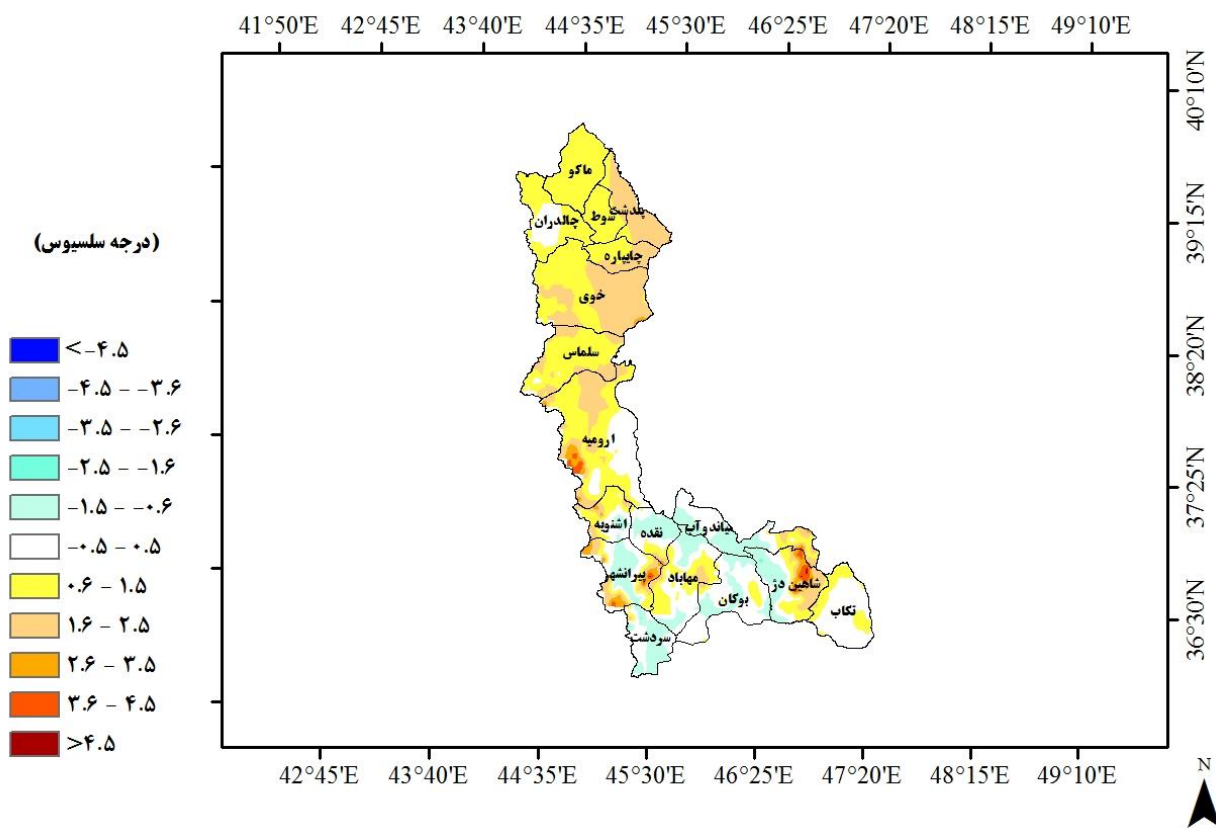 41°50'E 42°45'E 43°40'E 44°35'E 45°30'E 46°25'E 47°20'E 48°15'E 49°10'E
40°10'N
39°15'N
38°20'N
37°25'N
36°30'N
(درجه سلسیوس)
<-۴.۵
-۴.۵ - -۳.۶
-۳.۵ - -۲.۶
-۲.۵ - -۱.۶
-۱.۵ - -۰.۶
-۰.۵ - ۰.۵
۰.۶ - ۱.۵
۱.۶ - ۲.۵
۲.۶ - ۳.۵
۳.۶ - ۴.۵
>۴.۵
ماکو
پلدشت
شوط
چالدران
چایپاره
خوی
سلماس
ارومیه
اشنویه
نقده
میاندوآب
پیرانشهر
مهاباد
بوکان
شاهین دژ
تکاب
سردشت
42°45'E 43°40'E 44°35'E 45°30'E 46°25'E 47°20'E 48°15'E 49°10'E
N